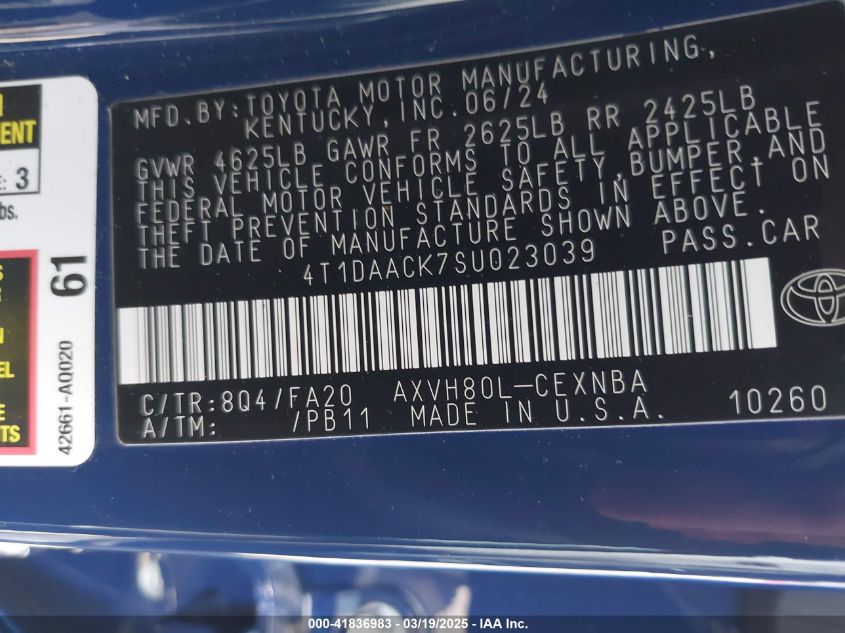 MFD. BY: TOYOTA MOTOR MANUFACTURING,
KENTUCKY, INC. 06/24
GVWR 4625LB GAWR FR 2625LB RR 2425LB
THIS VEHICLE CONFORMS TO ALL APPLICABLE
FEDERAL MOTOR VEHICLE SAFETY, BUMPER, AND
THEFT PREVENTION STANDARDS IN EFFECT ON
THE DATE OF MANUFACTURE SHOWN ABOVE.
4T1DAACK7SU023039 PASS.CAR
C/TR: 8Q4/FA20 AXVH80L-CEXNBA
A/TM: /PB11 MADE IN U.S.A. 10260
3
bs.
61
42661-AQ020
000-41836983 — 03/19/2025 — IAA Inc.